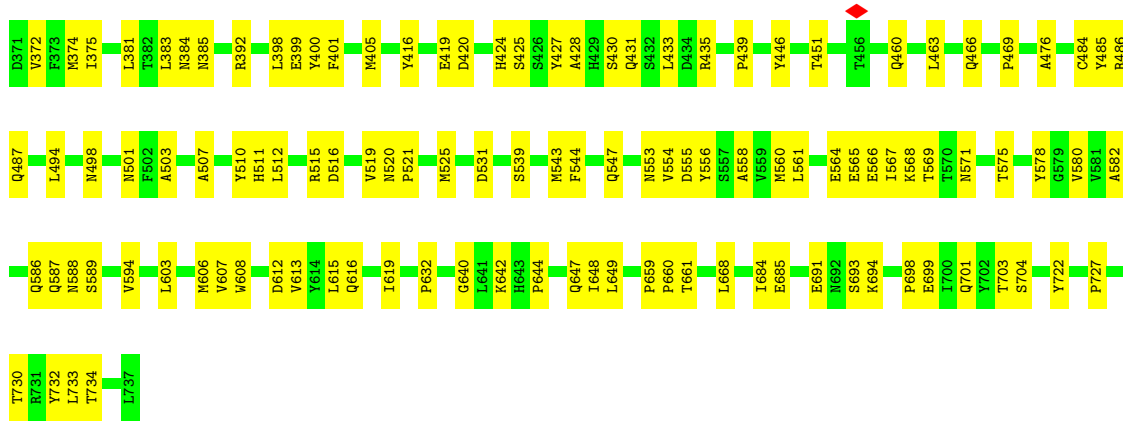 D371 V372 F373 M374 I375 L381 T382 L383 N384 N385 R392 L398 E399 Y400 F401 M405 Y416 E419 D420 H424 S425 S426 Y427 A428 H429 S430 Q431 S432 L433 D434 R435 P439 Y446 T451 T456 Q460 L463 Q466 P469 A476 C484 Y485 R486
Q487 L494 N498 N501 F502 A503 A507 Y510 H511 L512 R515 D516 V519 N520 P521 M525 D531 S539 M543 F544 Q547 N553 V554 D555 Y556 S557 A558 V559 M560 L561 E564 E565 E566 I567 K568 T569 T570 N571 T575 Y578 G579 V580 V581 A582
Q586 Q587 N588 S589 V594 L603 M606 V607 W608 D612 V613 Y614 L615 Q616 I619 P632 G640 L641 K642 H643 P644 Q647 I648 L649 P659 P660 T661 L668 I684 E685 E691 N692 S693 K694 P698 E699 I700 Q701 Y702 T703 S704 Y722 P727
T730 R731 Y732 L733 T734 L737